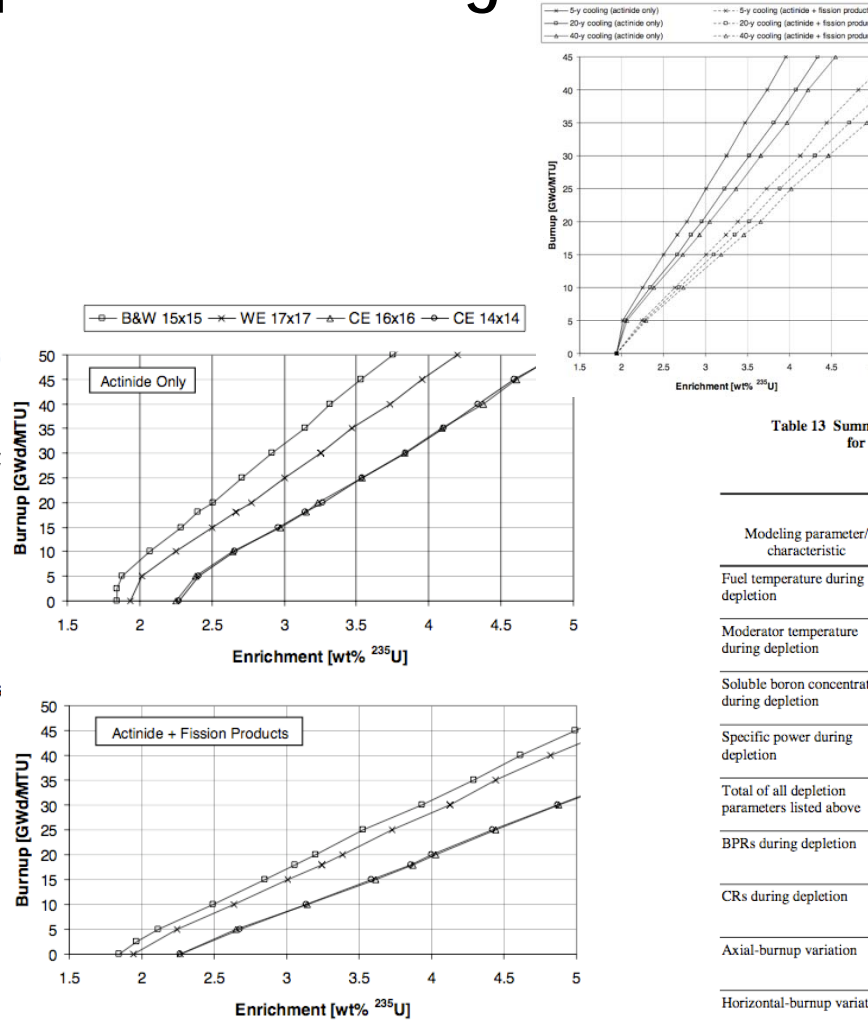 5-y cooling (actinide only)
5-y cooling (actinide + fission
20-y cooling (actinide only)
20-y cooling (actinide + fission
40-y cooling (actinide only)
40-y cooling (actinide + fission
45
40
35
30
25
20
15
10
5
0
Burnup [GWd/MTU]
1.5 2 2.5 3 3.5 4 4.5
Enrichment [wt% ²³⁵U]
B&W 15x15 WE 17x17 CE 16x16 CE 14x14
Actinide Only
50
45
40
35
30
25
20
15
10
5
0
Burnup [GWd/MTU]
1.5 2 2.5 3 3.5 4 4.5 5
Enrichment [wt% ²³⁵U]
Actinide + Fission Products
50
45
40
35
30
25
20
15
10
5
0
Burnup [GWd/MTU]
1.5 2 2.5 3 3.5 4 4.5 5
Enrichment [wt% ²³⁵U]
Table 13
for
Modeling parameter/
characteristic
Fuel temperature during
depletion
Moderator temperature
during depletion
Soluble boron
during depletion
Specific power during
depletion
Total of all depletion
parameters listed above
BPRs during depletion
CRs during depletion
Axial-burnup variation
Horizontal-burnup